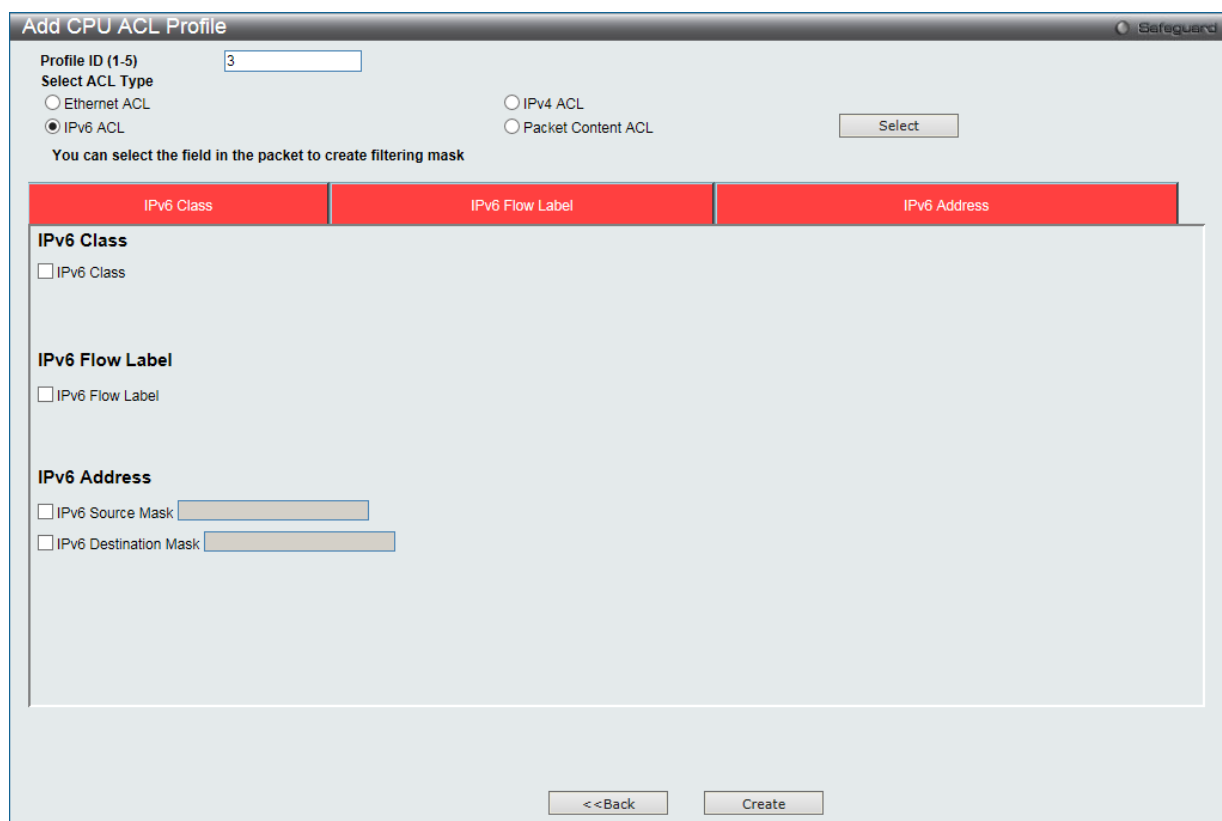 Add CPU ACL Profile
Safeguard
Profile ID (1-5) 3
Select ACL Type
Ethernet ACL IPv4 ACL
IPv6 ACL Packet Content ACL Select
You can select the field in the packet to create filtering mask
IPv6 Class IPv6 Flow Label IPv6 Address
IPv6 Class
IPv6 Class
IPv6 Flow Label
IPv6 Flow Label
IPv6 Address
IPv6 Source Mask
IPv6 Destination Mask
<<Back Create